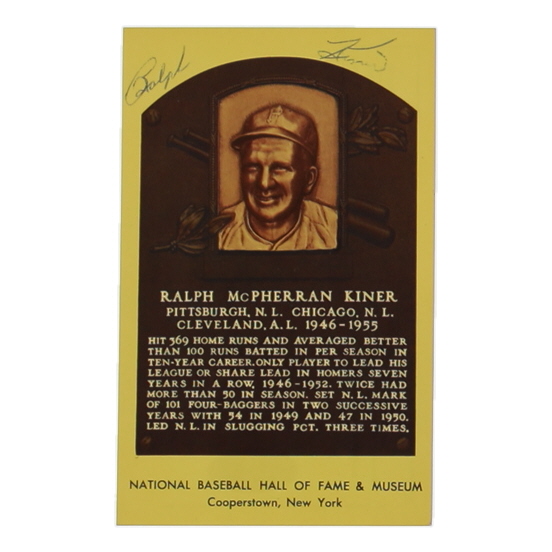 Ralph Kiner
RALPH McPHERRAN KINER
PITTSBURGH, N. L. CHICAGO, N. L.
CLEVELAND, A. L. 1946-1955
HIT 369 HOME RUNS AND AVERAGED BETTER
THAN 100 RUNS BATTED IN PER SEASON IN
TEN-YEAR CAREER. ONLY PLAYER TO LEAD HIS
LEAGUE OR SHARE LEAD IN HOMERS SEVEN
YEARS IN A ROW, 1946-1952. TWICE HAD
MORE THAN 50 IN SEASON. SET N. L. MARK
OF 101 FOUR-BAGGERS IN TWO SUCCESSIVE
YEARS WITH 54 IN 1949 AND 47 IN 1950.
LED N. L. IN SLUGGING PCT. THREE TIMES.
NATIONAL BASEBALL HALL OF FAME & MUSEUM
Cooperstown, New York